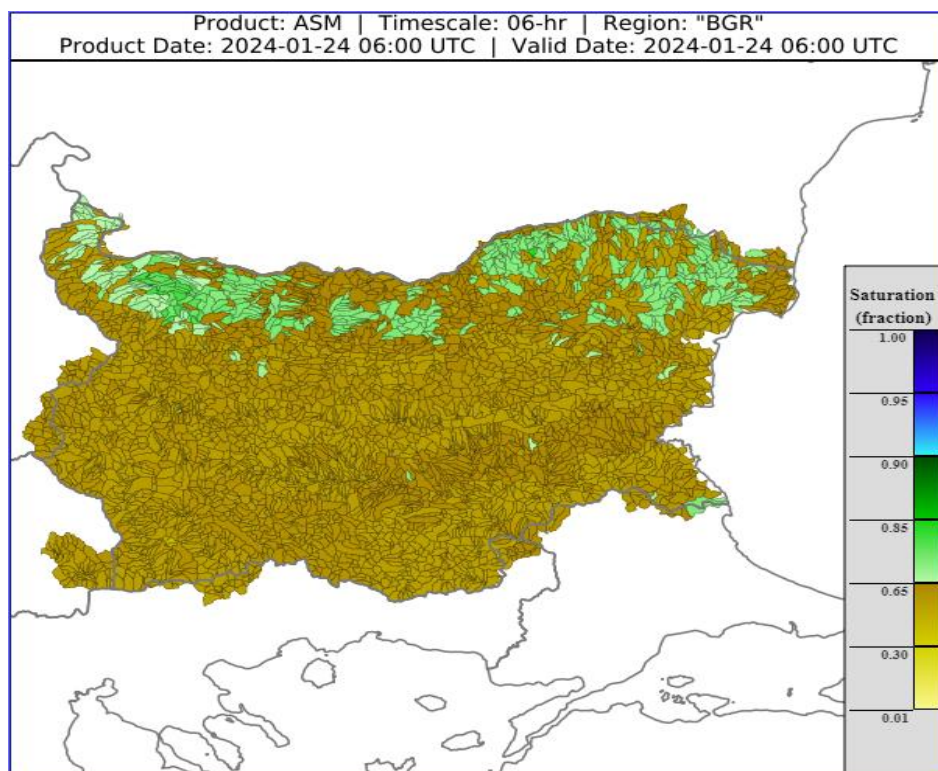 Product: ASM | Timescale: 06-hr | Region: "BGR"
Product Date: 2024-01-24 06:00 UTC | Valid Date: 2024-01-24 06:00 UTC
Saturation
(fraction)
1.00
0.95
0.90
0.85
0.65
0.30
0.01